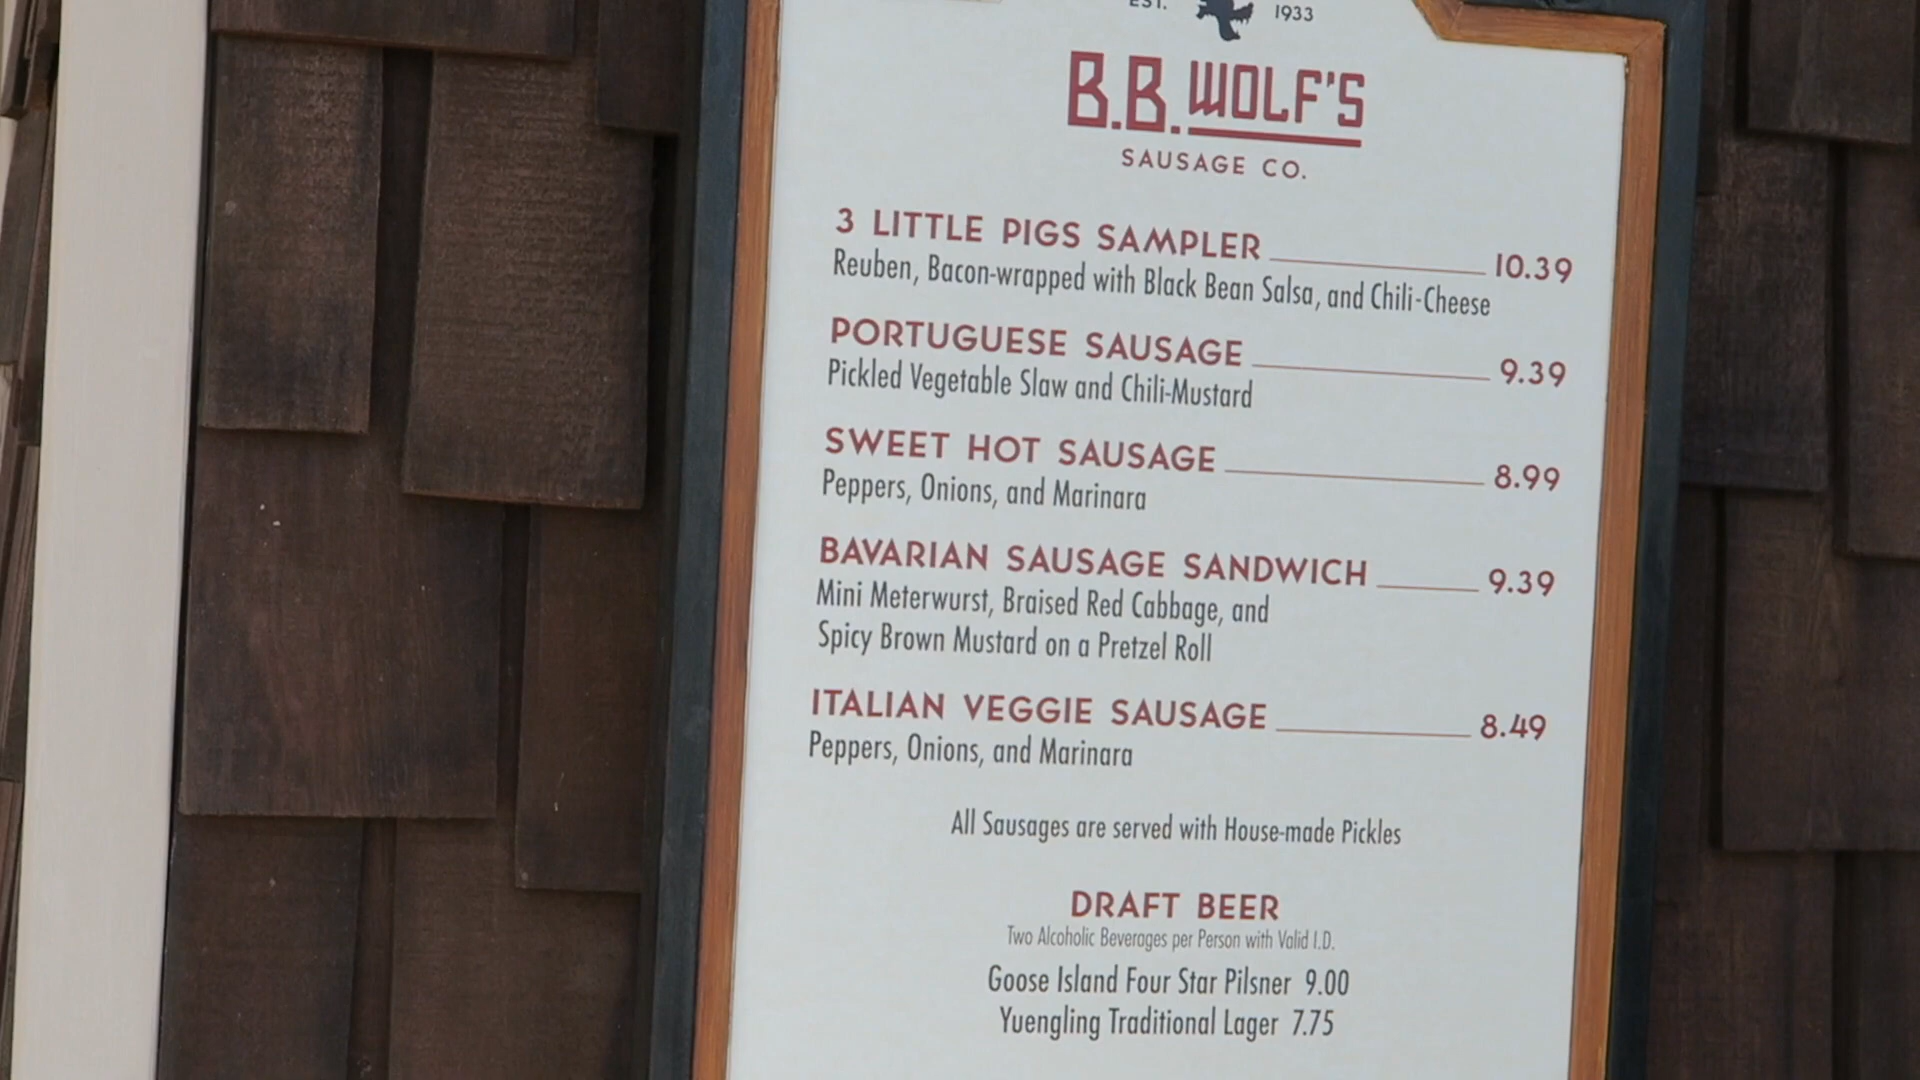 EST. 1933
B.B. WOLF'S
SAUSAGE CO.
3 LITTLE PIGS SAMPLER 10.39
Reuben, Bacon-wrapped with Black Bean Salsa, and Chili-Cheese
PORTUGUESE SAUSAGE 9.39
Pickled Vegetable Slaw and Chili-Mustard
SWEET HOT SAUSAGE 8.99
Peppers, Onions, and Marinara
BAVARIAN SAUSAGE SANDWICH 9.39
Mini Meterwurst, Braised Red Cabbage, and
Spicy Brown Mustard on a Pretzel Roll
ITALIAN VEGGIE SAUSAGE 8.49
Peppers, Onions, and Marinara
All Sausages are served with House-made Pickles
DRAFT BEER
Two Alcoholic Beverages per Person with Valid I.D.
Goose Island Four Star Pilsner 9.00
Yuengling Traditional Lager 7.75